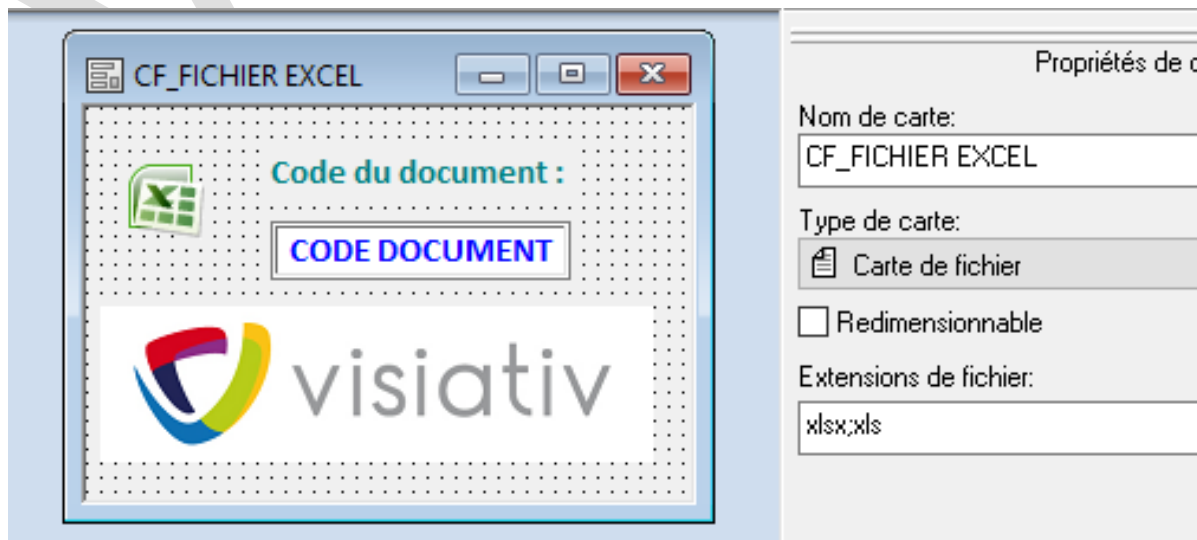 CF_FICHIER EXCEL
Code du document :
CODE DOCUMENT
visiativ
Propriétés de
Nom de carte:
CF_FICHIER EXCEL
Type de carte:
Carte de fichier
Redimensionnable
Extensions de fichier:
xlsx;xls